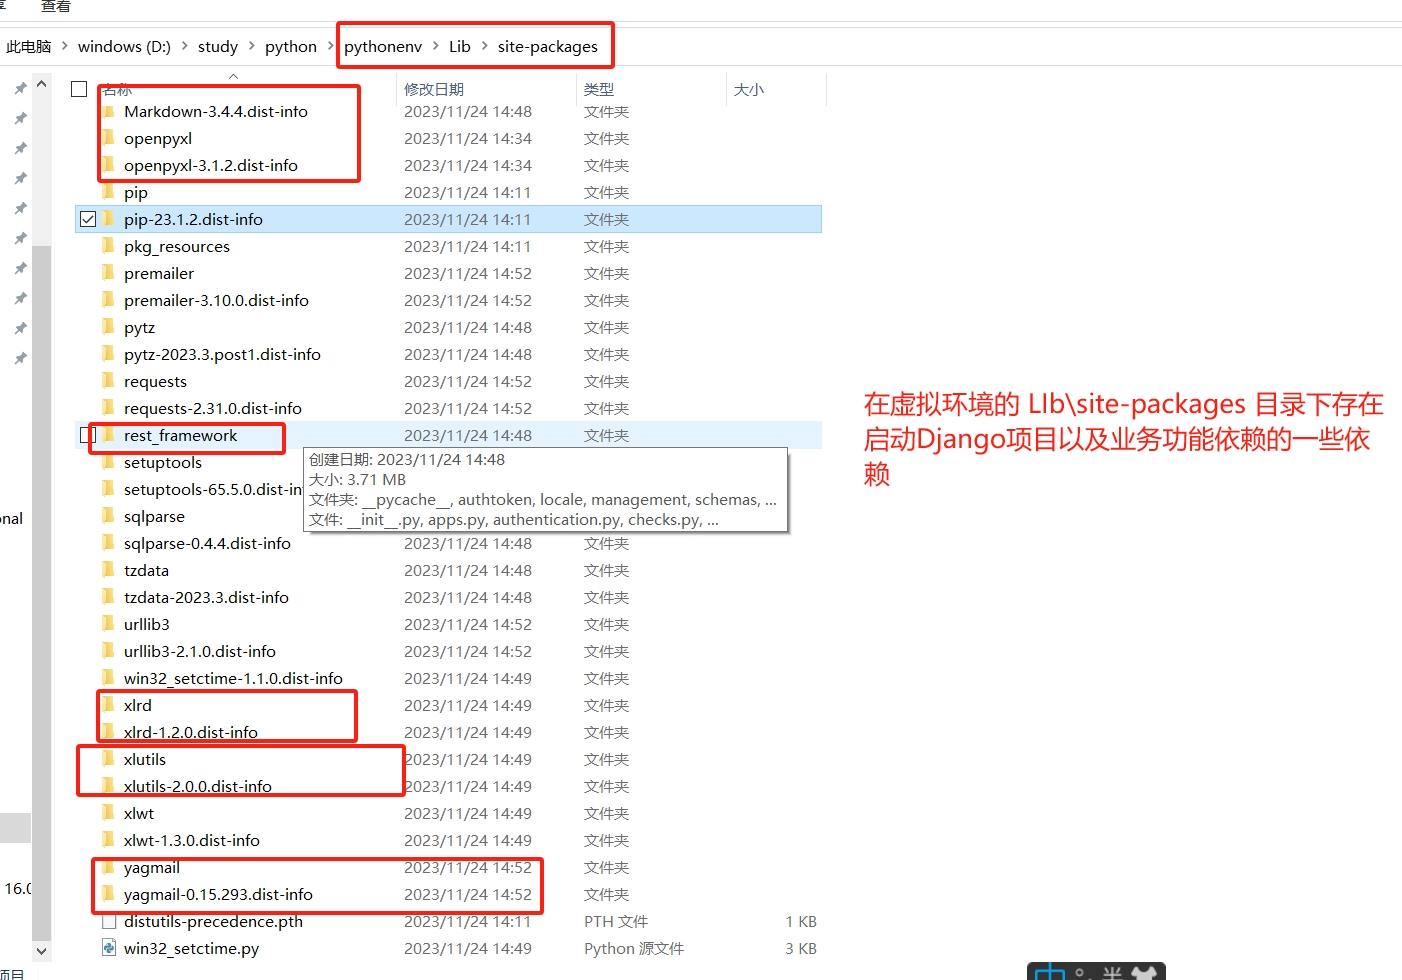 查看
此电脑 > windows (D:) > study > python > pythonenv > Lib > site-packages
名称 修改日期 类型 大小
Markdown-3.4.4.dist-info 2023/11/24 14:48 文件夹
openpyxl 2023/11/24 14:34 文件夹
openpyxl-3.1.2.dist-info 2023/11/24 14:34 文件夹
pip 2023/11/24 14:11 文件夹
pip-23.1.2.dist-info 2023/11/24 14:11 文件夹
pkg_resources 2023/11/24 14:11 文件夹
premailer 2023/11/24 14:52 文件夹
premailer-3.10.0.dist-info 2023/11/24 14:52 文件夹
pytz 2023/11/24 14:48 文件夹
pytz-2023.3.post1.dist-info 2023/11/24 14:48 文件夹
requests 2023/11/24 14:52 文件夹
requests-2.31.0.dist-info 2023/11/24 14:52 文件夹
rest_framework 2023/11/24 14:48 文件夹
setuptools
setuptools-65.5.0.dist-in
创建日期: 2023/11/24 14:48
大小: 3.71 MB
文件夹: __pycache__, authtoken, locale, management, schemas, ...
文件: __init__.py, apps.py, authentication.py, checks.py, ...
sqlparse
sqlparse-0.4.4.dist-info 2023/11/24 14:48 文件夹
tzdata 2023/11/24 14:48 文件夹
tzdata-2023.3.dist-info 2023/11/24 14:48 文件夹
urllib3 2023/11/24 14:52 文件夹
urllib3-2.1.0.dist-info 2023/11/24 14:52 文件夹
win32_setctime-1.1.0.dist-info 2023/11/24 14:49 文件夹
xlrd 2023/11/24 14:49 文件夹
xlrd-1.2.0.dist-info 2023/11/24 14:49 文件夹
xlutils 2023/11/24 14:49 文件夹
xlutils-2.0.0.dist-info 2023/11/24 14:49 文件夹
xlwt 2023/11/24 14:49 文件夹
xlwt-1.3.0.dist-info 2023/11/24 14:49 文件夹
yagmail 2023/11/24 14:52 文件夹
yagmail-0.15.293.dist-info 2023/11/24 14:52 文件夹
distutils-precedence.pth 2023/11/24 14:11 PTH 文件 1 KB
win32_setctime.py 2023/11/24 14:49 Python 源文件 3 KB
onal
16.0
项目
在虚拟环境的 LIb\site-packages 目录下存在
启动Django项目以及业务功能依赖的一些依
赖
中 半